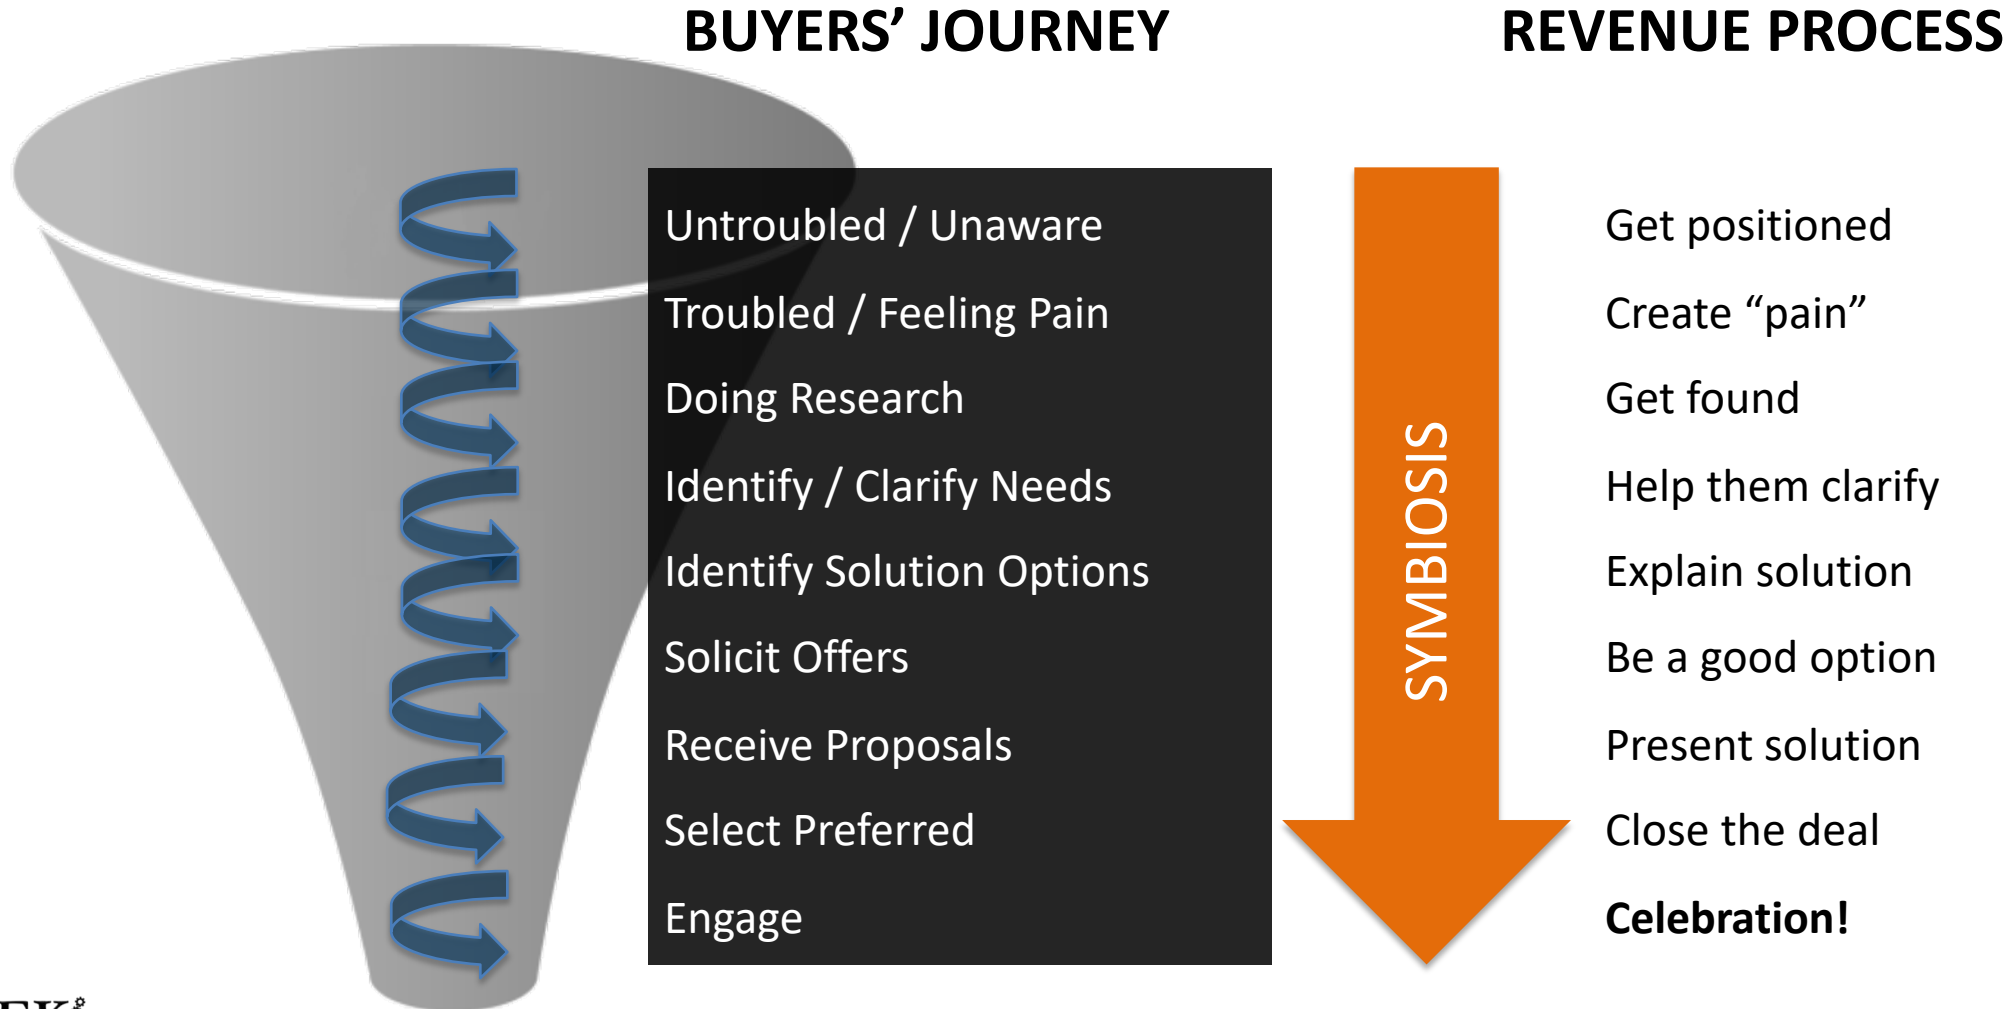 BUYERS’ JOURNEY
REVENUE PROCESS
Untroubled / Unaware
Get positioned
Troubled / Feeling Pain
Create “pain”
Doing Research
Get found
Identify / Clarify Needs
Help them clarify
Identify Solution Options
Explain solution
Solicit Offers
Be a good option
Receive Proposals
Present solution
Select Preferred
Close the deal
Engage
Celebration!
SYMBIOSIS